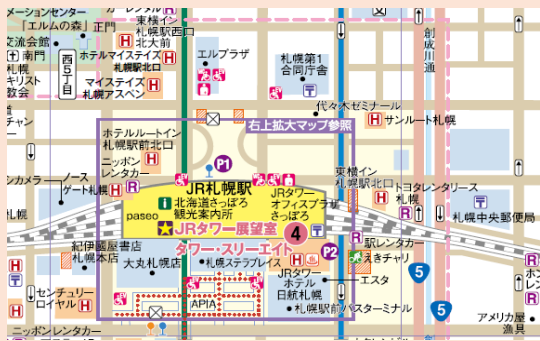 メーションセンター
レンタカー
「エルムの森」
正門
東横イン
札幌駅西口
北大前
交流会館
南門
ホテルマイステイズ
札幌駅北口
エルプラザ
札幌第1
合同庁舎
創成川通
西5丁目
札幌
キリスト
教会
マイステイズ
札幌アスペン
代々木ゼミナール
サンルート札幌
右上拡大マップ参照
ホテルルートイン
札幌駅前北口
ニッポン
レンタカー
P1
東横イン
札幌駅北口
ンカメラ
ノース
ゲート札幌
JR札幌駅
北海道さっぽろ
観光案内所
JRタワー
オフィスプラザ
さっぽろ
トヨタレンタリース
札幌
札幌中央郵便局
paseo
JRタワー展望室
タワー・スリーエイト
4
P2
駅レンタカー
えきチャリ
紀伊國屋書店
札幌本店
大丸札幌店
札幌ステラプレイス
JRタワー
ホテル
日航札幌
エスタ
5
5
センチュリー
ロイヤル
APIA
札幌駅前バスターミナル
アメリカ屋
漁具
ニッポンレンタカー